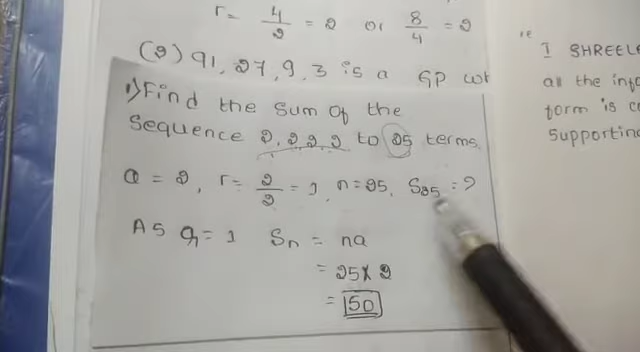 r = 4/2 = 2 or 8/4 = 2
(2) 91, 27, 9, 3 is a GP
1) Find the sum of the
sequence 2, 2 2 2 to 25 terms.
a = 2, r = 2/2 = 1, n = 25, S25 = ?
AS r = 1 Sn = na
= 25 x 2
= 50
I SHREEL
all the info
form is c
Supportin